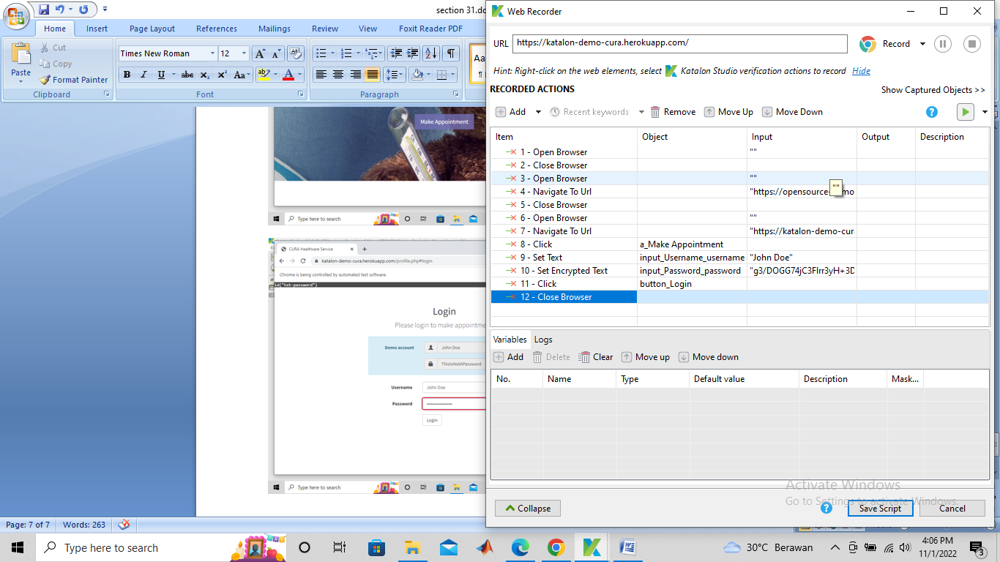 section 31.do
Home Insert Page Layout References Mailings Review View Foxit Reader PDF
Cut
Copy
Format Painter
Paste
Clipboard
Times New Roman 12
Font
Paragraph
Make Appointment
Type here to search
CURA Healthcare Service
katalon-demo-cura.herokuapp.com/profile.php#login
Chrome is being controlled by automated test software.
id("txt-password")
Login
Please login to make appointme
Demo account John Doe
ThisIsNotAPassword
Username John Doe
Password
Login
Type here to search
Page: 7 of 7 Words: 263
Web Recorder
URL https://katalon-demo-cura.herokuapp.com/ Record
Hint: Right-click on the web elements, select Katalon Studio verification actions to record Hide
RECORDED ACTIONS
Show Captured Objects >>
Add Recent keywords Remove Move Up Move Down
Item Object Input Output Description
1 - Open Browser ""
2 - Close Browser
3 - Open Browser ""
""
4 - Navigate To Url "https://opensource-
5 - Close Browser
6 - Open Browser ""
7 - Navigate To Url "https://katalon-demo-cur
8 - Click a_Make Appointment
9 - Set Text input_Username_username "John Doe"
10 - Set Encrypted Text input_Password_password "g3/DOGG74jC3FIrr3yH+3D
11 - Click button_Login
12 - Close Browser
Variables Logs
Add Delete Clear Move up Move down
No. Name Type Default value Description Mask...
Activate Windows
Go to Settings to activate Windows.
Collapse Save Script Cancel
Type here to search
30°C Berawan
4:06 PM
11/1/2022
3